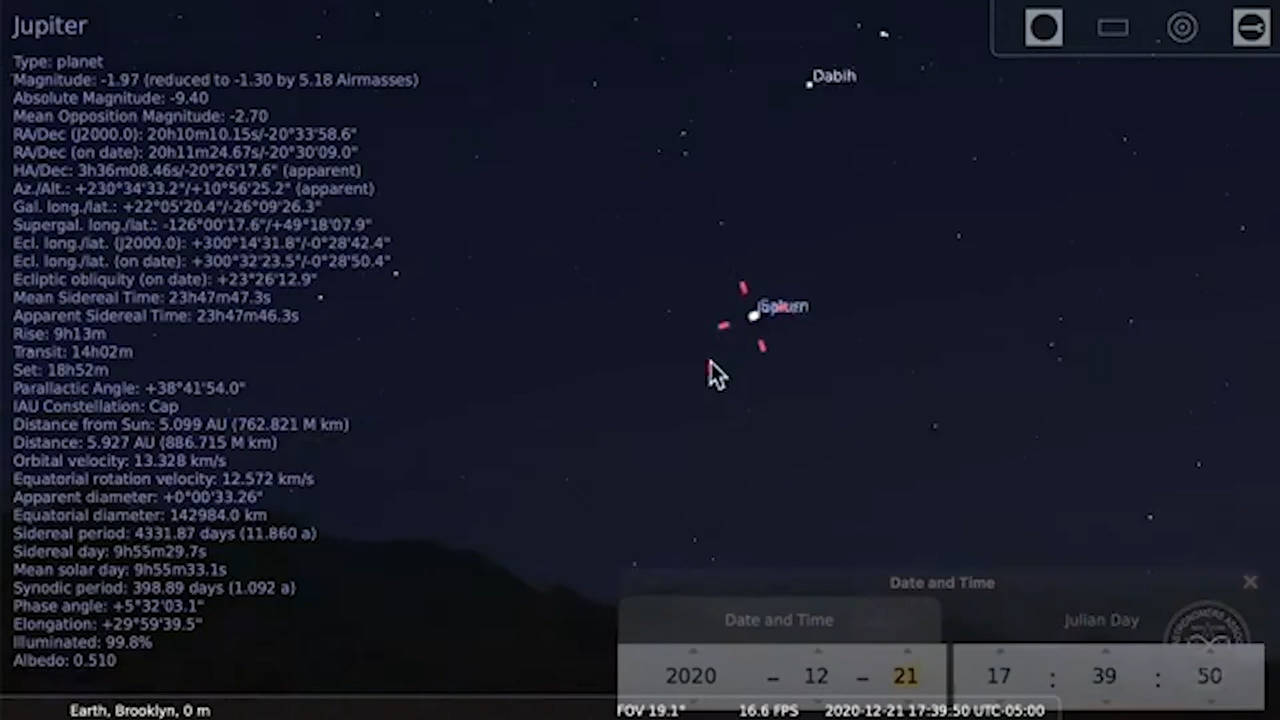 Jupiter
Type: planet
Magnitude: -1.97 (reduced to -1.30 by 5.18 Airmasses)
Absolute Magnitude: -9.40
Mean Opposition Magnitude: -2.70
RA/Dec (J2000.0): 20h10m10.15s/-20°33'58.6"
RA/Dec (on date): 20h11m24.67s/-20°30'09.0"
HA/Dec: 3h36m08.46s/-20°26'17.6" (apparent)
Az./Alt.: +230°34'33.2"/+10°56'25.2" (apparent)
Gal. long./lat.: +22°05'20.4"/-26°09'26.3"
Supergal. long./lat.: -126°00'17.6"/+49°18'07.9"
Ecl. long./lat. (J2000.0): +300°14'31.8"/-0°28'42.4"
Ecl. long./lat. (on date): +300°32'23.5"/-0°28'50.4"
Ecliptic obliquity (on date): +23°26'12.9"
Mean Sidereal Time: 23h47m47.3s
Apparent Sidereal Time: 23h47m46.3s
Rise: 9h13m
Transit: 14h02m
Set: 18h52m
Parallactic Angle: +38°41'54.0"
IAU Constellation: Cap
Distance from Sun: 5.099 AU (762.821 M km)
Distance: 5.927 AU (886.715 M km)
Orbital velocity: 13.328 km/s
Equatorial rotation velocity: 12.572 km/s
Apparent diameter: +0°00'33.26"
Equatorial diameter: 142984.0 km
Sidereal period: 4331.87 days (11.860 a)
Sidereal day: 9h55m29.7s
Mean solar day: 9h55m33.1s
Synodic period: 398.89 days (1.092 a)
Phase angle: +5°32'03.1"
Elongation: +29°59'39.5"
Illuminated: 99.8%
Albedo: 0.510
Dabih
Saturn
Date and Time
Date and Time
Julian Day
2020 - 12 - 21 17 : 39 : 50
Earth, Brooklyn, 0 m
FOV 19.1° 16.6 FPS 2020-12-21 17:39:50 UTC-05:00